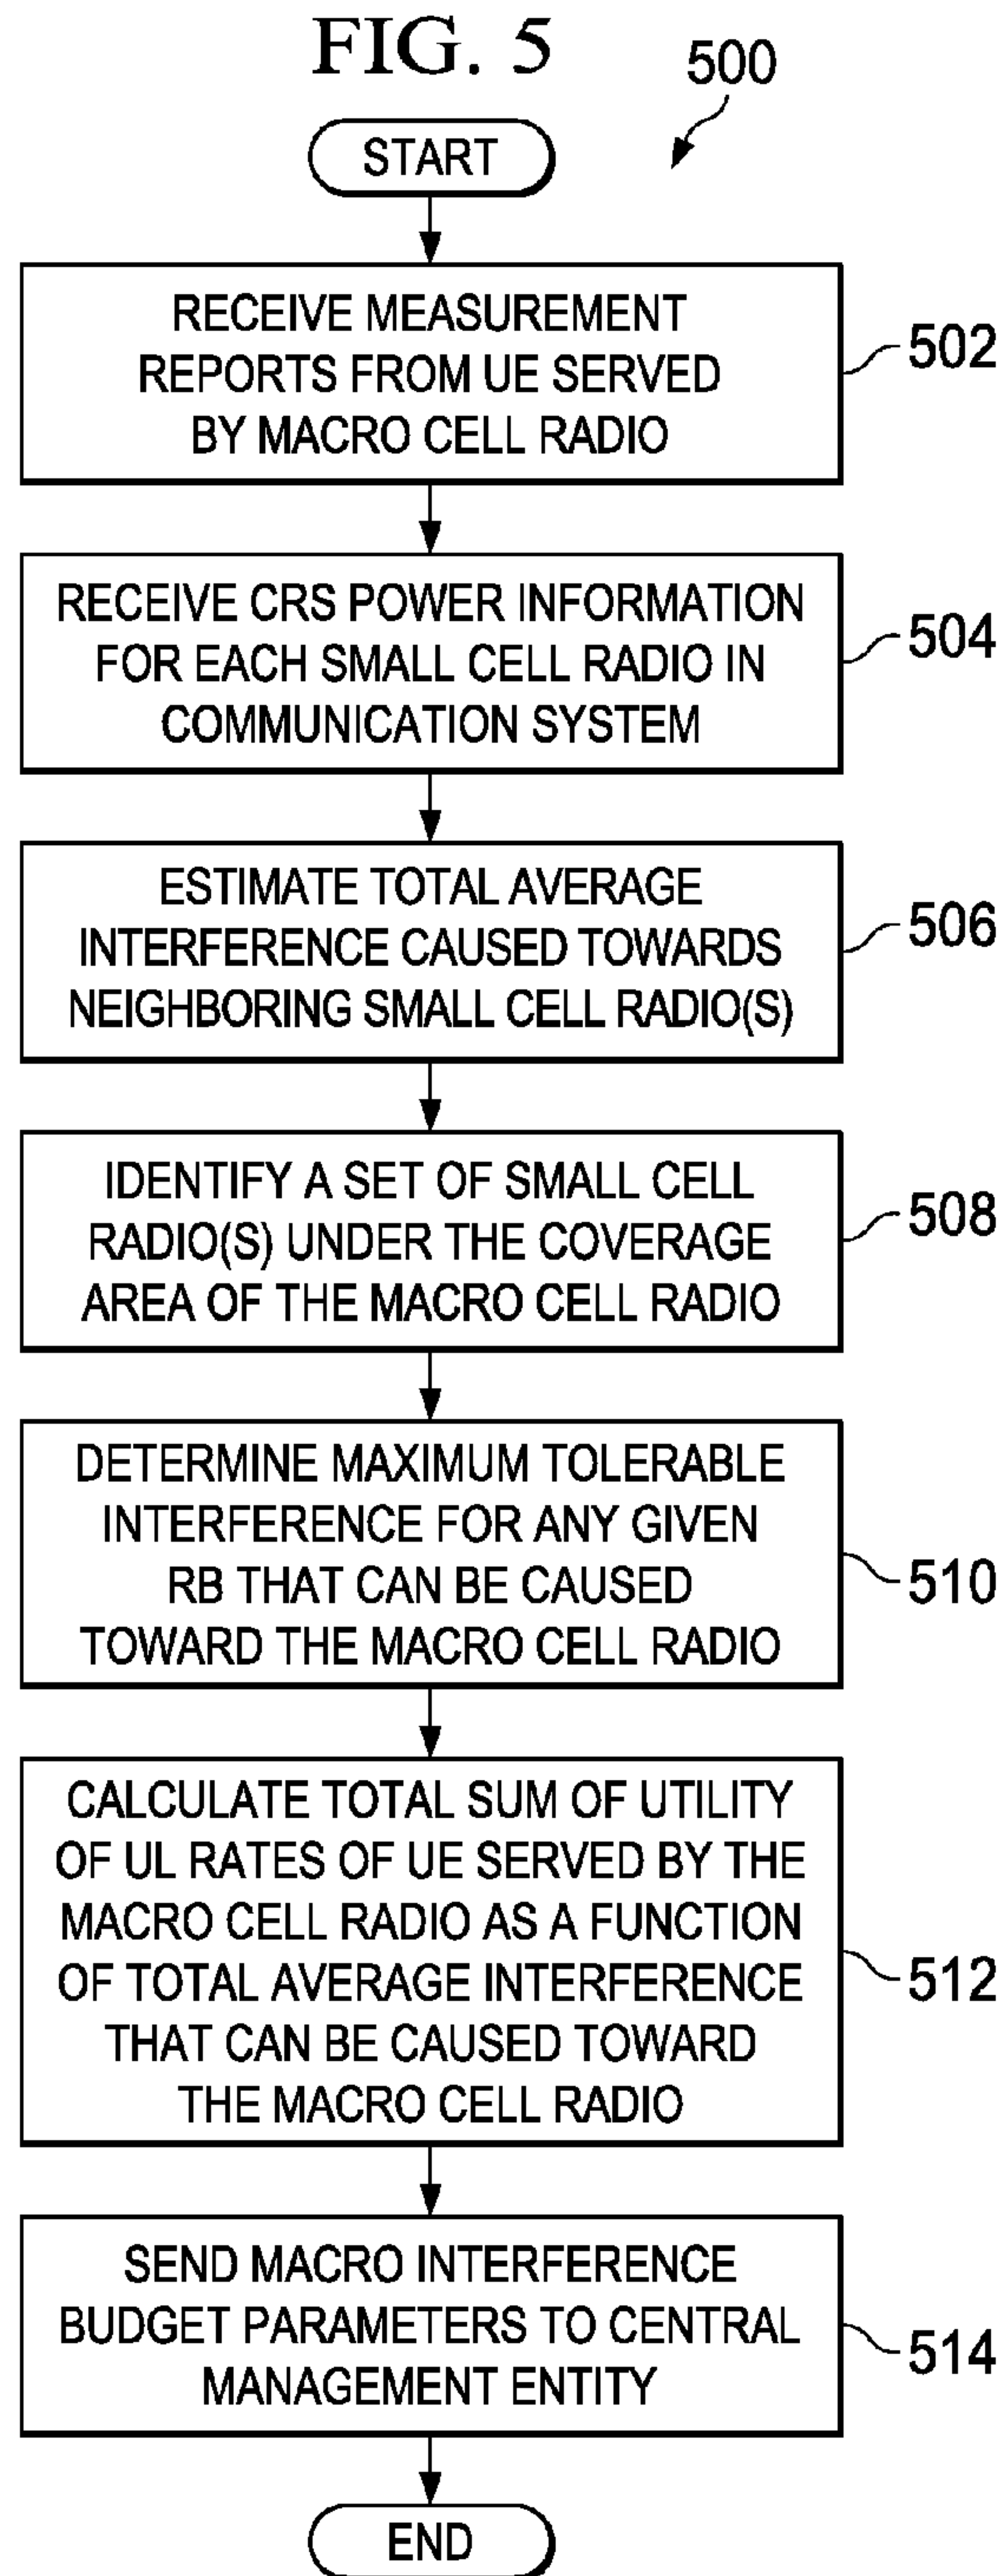 FIG. 5
500
START
RECEIVE MEASUREMENT
REPORTS FROM UE SERVED
BY MACRO CELL RADIO
502
RECEIVE CRS POWER INFORMATION
FOR EACH SMALL CELL RADIO IN
COMMUNICATION SYSTEM
504
ESTIMATE TOTAL AVERAGE
INTERFERENCE CAUSED TOWARDS
NEIGHBORING SMALL CELL RADIO(S)
506
IDENTIFY A SET OF SMALL CELL
RADIO(S) UNDER THE COVERAGE
AREA OF THE MACRO CELL RADIO
508
DETERMINE MAXIMUM TOLERABLE
INTERFERENCE FOR ANY GIVEN
RB THAT CAN BE CAUSED
TOWARD THE MACRO CELL RADIO
510
CALCULATE TOTAL SUM OF UTILITY
OF UL RATES OF UE SERVED BY THE
MACRO CELL RADIO AS A FUNCTION
OF TOTAL AVERAGE INTERFERENCE
THAT CAN BE CAUSED TOWARD
THE MACRO CELL RADIO
512
SEND MACRO INTERFERENCE
BUDGET PARAMETERS TO CENTRAL
MANAGEMENT ENTITY
514
END